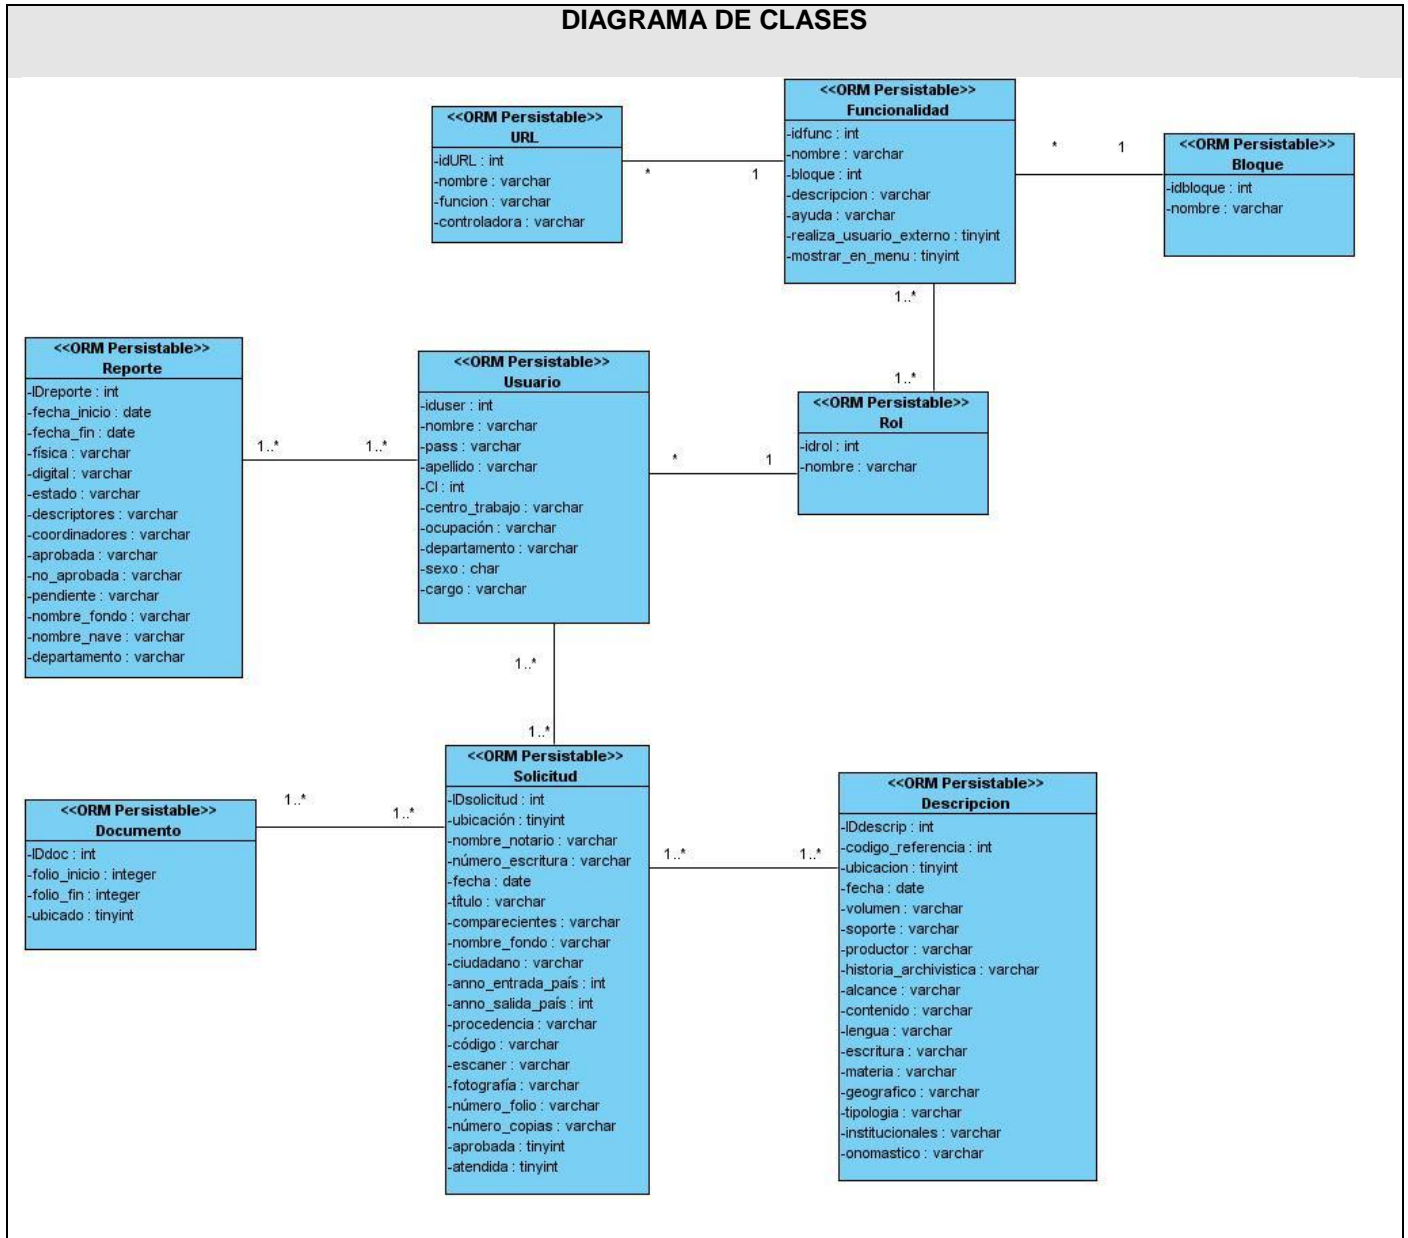 DIAGRAMA DE CLASES
<<ORM Persistable>>
URL
-idURL : int
-nombre : varchar
-funcion : varchar
-controladora : varchar
*
1
<<ORM Persistable>>
Funcionalidad
-idfunc : int
-nombre : varchar
-bloque : int
-descripcion : varchar
-ayuda : varchar
-realiza_usuario_externo : tinyint
-mostrar_en_menu : tinyint
*
1
<<ORM Persistable>>
Bloque
-idbloque : int
-nombre : varchar
1..*
1..*
<<ORM Persistable>>
Reporte
-IDreporte : int
-fecha_inicio : date
-fecha_fin : date
-física : varchar
-digital : varchar
-estado : varchar
-descriptores : varchar
-coordinadores : varchar
-aprobada : varchar
-no_aprobada : varchar
-pendiente : varchar
-nombre_fondo : varchar
-nombre_nave : varchar
-departamento : varchar
1..*
1..*
<<ORM Persistable>>
Usuario
-iduser : int
-nombre : varchar
-pass : varchar
-apellido : varchar
-CI : int
-centro_trabajo : varchar
-ocupación : varchar
-departamento : varchar
-sexo : char
-cargo : varchar
*
1
<<ORM Persistable>>
Rol
-idrol : int
-nombre : varchar
1..*
1..*
<<ORM Persistable>>
Documento
-IDdoc : int
-folio_inicio : integer
-folio_fin : integer
-ubicado : tinyint
1..*
1..*
<<ORM Persistable>>
Solicitud
-IDsolicitud : int
-ubicación : tinyint
-nombre_notario : varchar
-número_escritura : varchar
-fecha : date
-título : varchar
-comparecientes : varchar
-nombre_fondo : varchar
-ciudadano : varchar
-anno_entrada_país : int
-anno_salida_país : int
-procedencia : varchar
-código : varchar
-escaner : varchar
-fotografía : varchar
-número_folio : varchar
-número_copias : varchar
-aprobada : tinyint
-atendida : tinyint
1..*
1..*
<<ORM Persistable>>
Descripcion
-IDdescrip : int
-codigo_referencia : int
-ubicacion : tinyint
-fecha : date
-volumen : varchar
-soporte : varchar
-productor : varchar
-historia_archivistica : varchar
-alcance : varchar
-contenido : varchar
-lengua : varchar
-escritura : varchar
-materia : varchar
-geografico : varchar
-tipologia : varchar
-institucionales : varchar
-onomastico : varchar